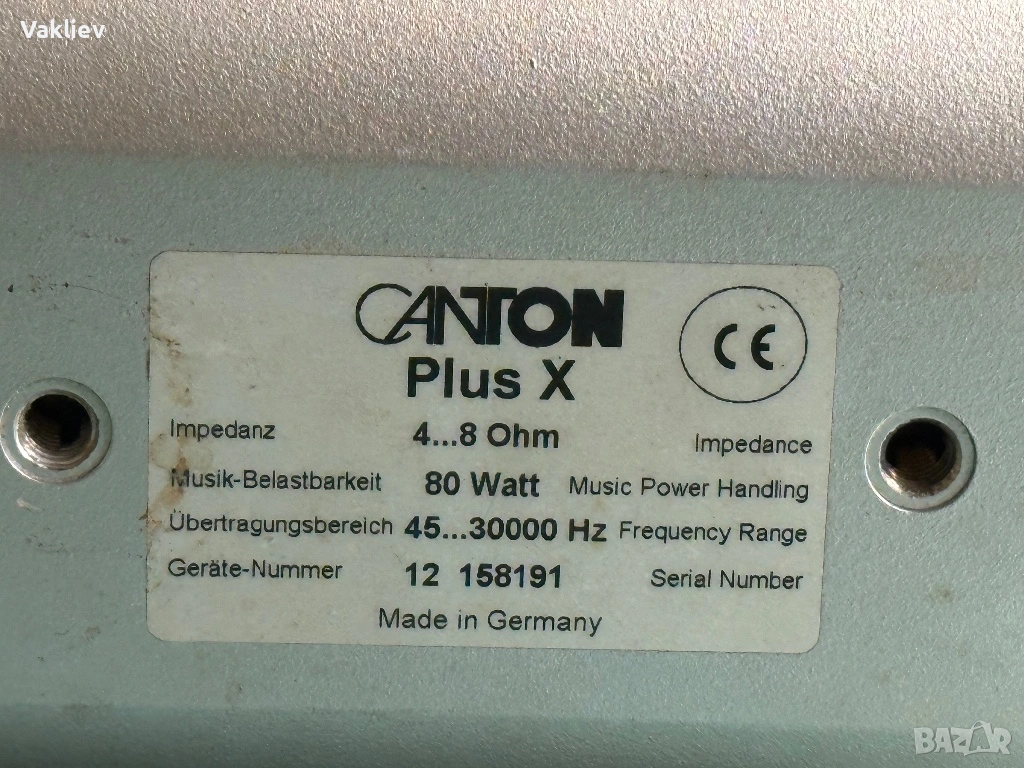 Vakliev
CANTON
CE
Plus X
Impedanz 4...8 Ohm Impedance
Musik-Belastbarkeit 80 Watt Music Power Handling
Übertragungsbereich 45...30000 Hz Frequency Range
Geräte-Nummer 12 158191 Serial Number
Made in Germany
BAZAR